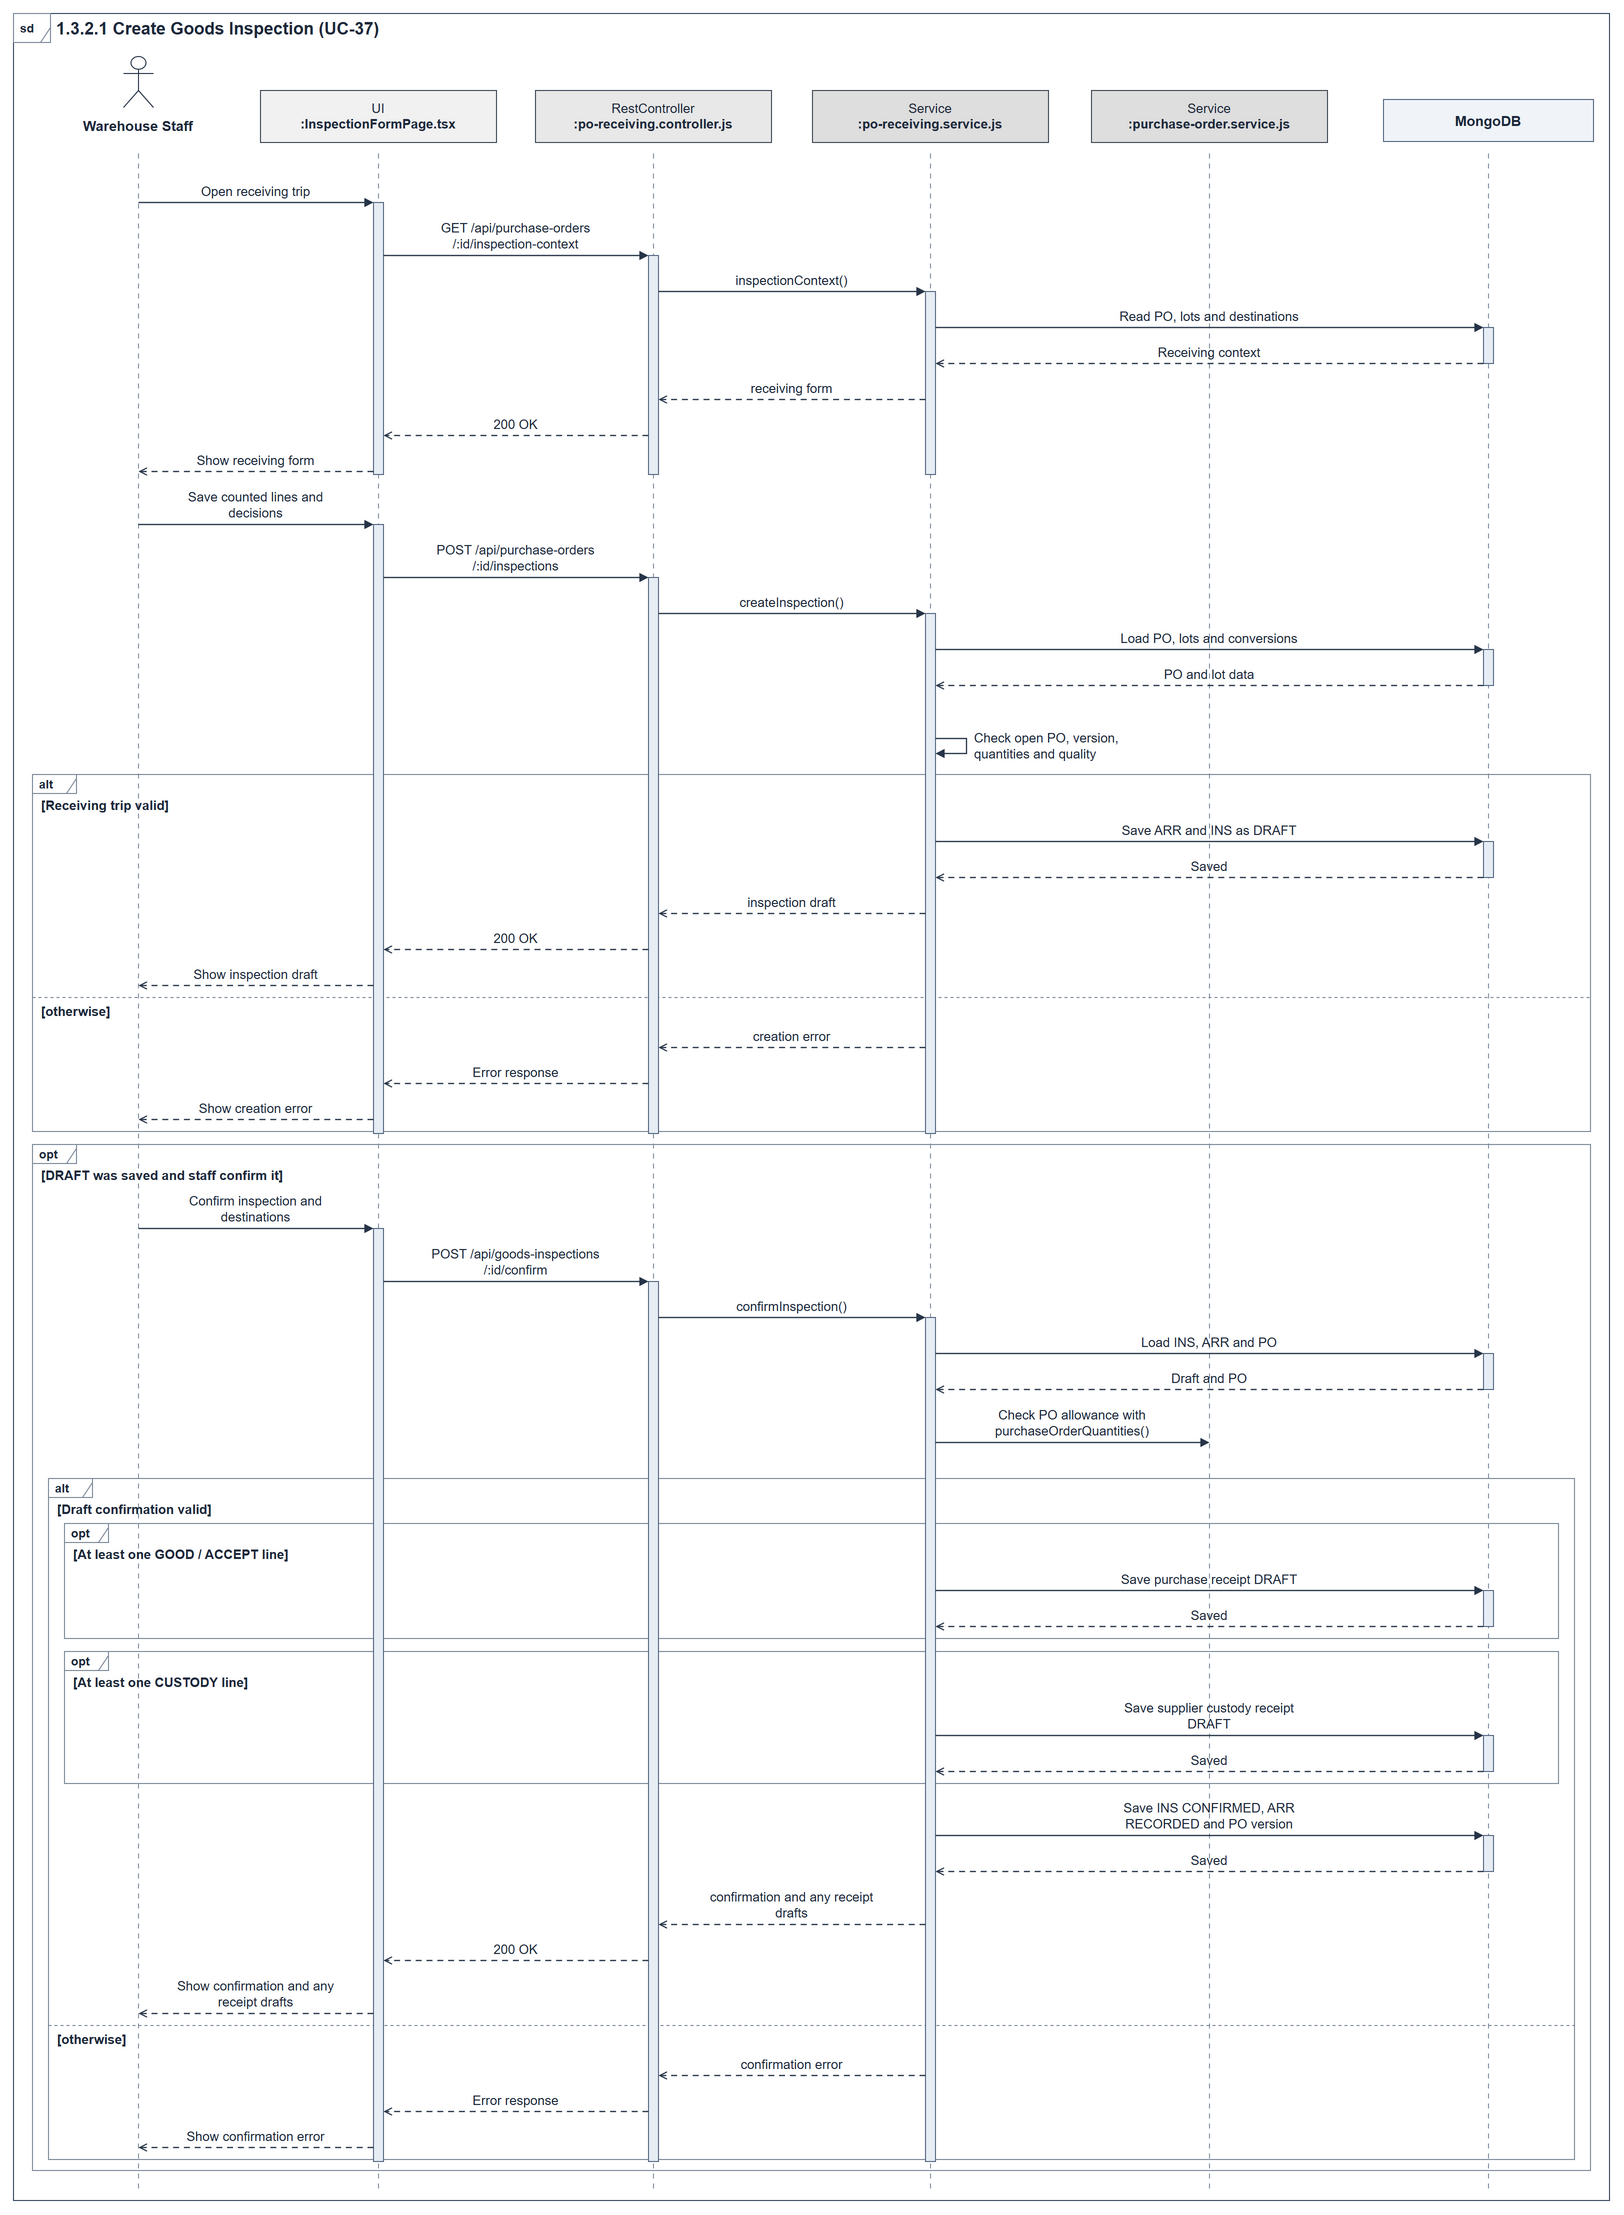 sd
1.3.2.1 Create Goods Inspection (UC-37)
Warehouse Staff
UI
:InspectionFormPage.tsx
RestController
:po-receiving.controller.js
Service
:po-receiving.service.js
Service
:purchase-order.service.js
MongoDB
Open receiving trip
GET /api/purchase-orders
/:id/inspection-context
inspectionContext()
Read PO, lots and destinations
Receiving context
receiving form
200 OK
Show receiving form
Save counted lines and
decisions
POST /api/purchase-orders
/:id/inspections
createInspection()
Load PO, lots and conversions
PO and lot data
Check open PO, version,
quantities and quality
alt
[Receiving trip valid]
Save ARR and INS as DRAFT
Saved
inspection draft
200 OK
Show inspection draft
[otherwise]
creation error
Error response
Show creation error
opt
[DRAFT was saved and staff confirm it]
Confirm inspection and
destinations
POST /api/goods-inspections
/:id/confirm
confirmInspection()
Load INS, ARR and PO
Draft and PO
Check PO allowance with
purchaseOrderQuantities()
alt
[Draft confirmation valid]
opt
[At least one GOOD / ACCEPT line]
Save purchase receipt DRAFT
Saved
opt
[At least one CUSTODY line]
Save supplier custody receipt
DRAFT
Saved
Save INS CONFIRMED, ARR
RECORDED and PO version
Saved
confirmation and any receipt
drafts
200 OK
Show confirmation and any
receipt drafts
[otherwise]
confirmation error
Error response
Show confirmation error